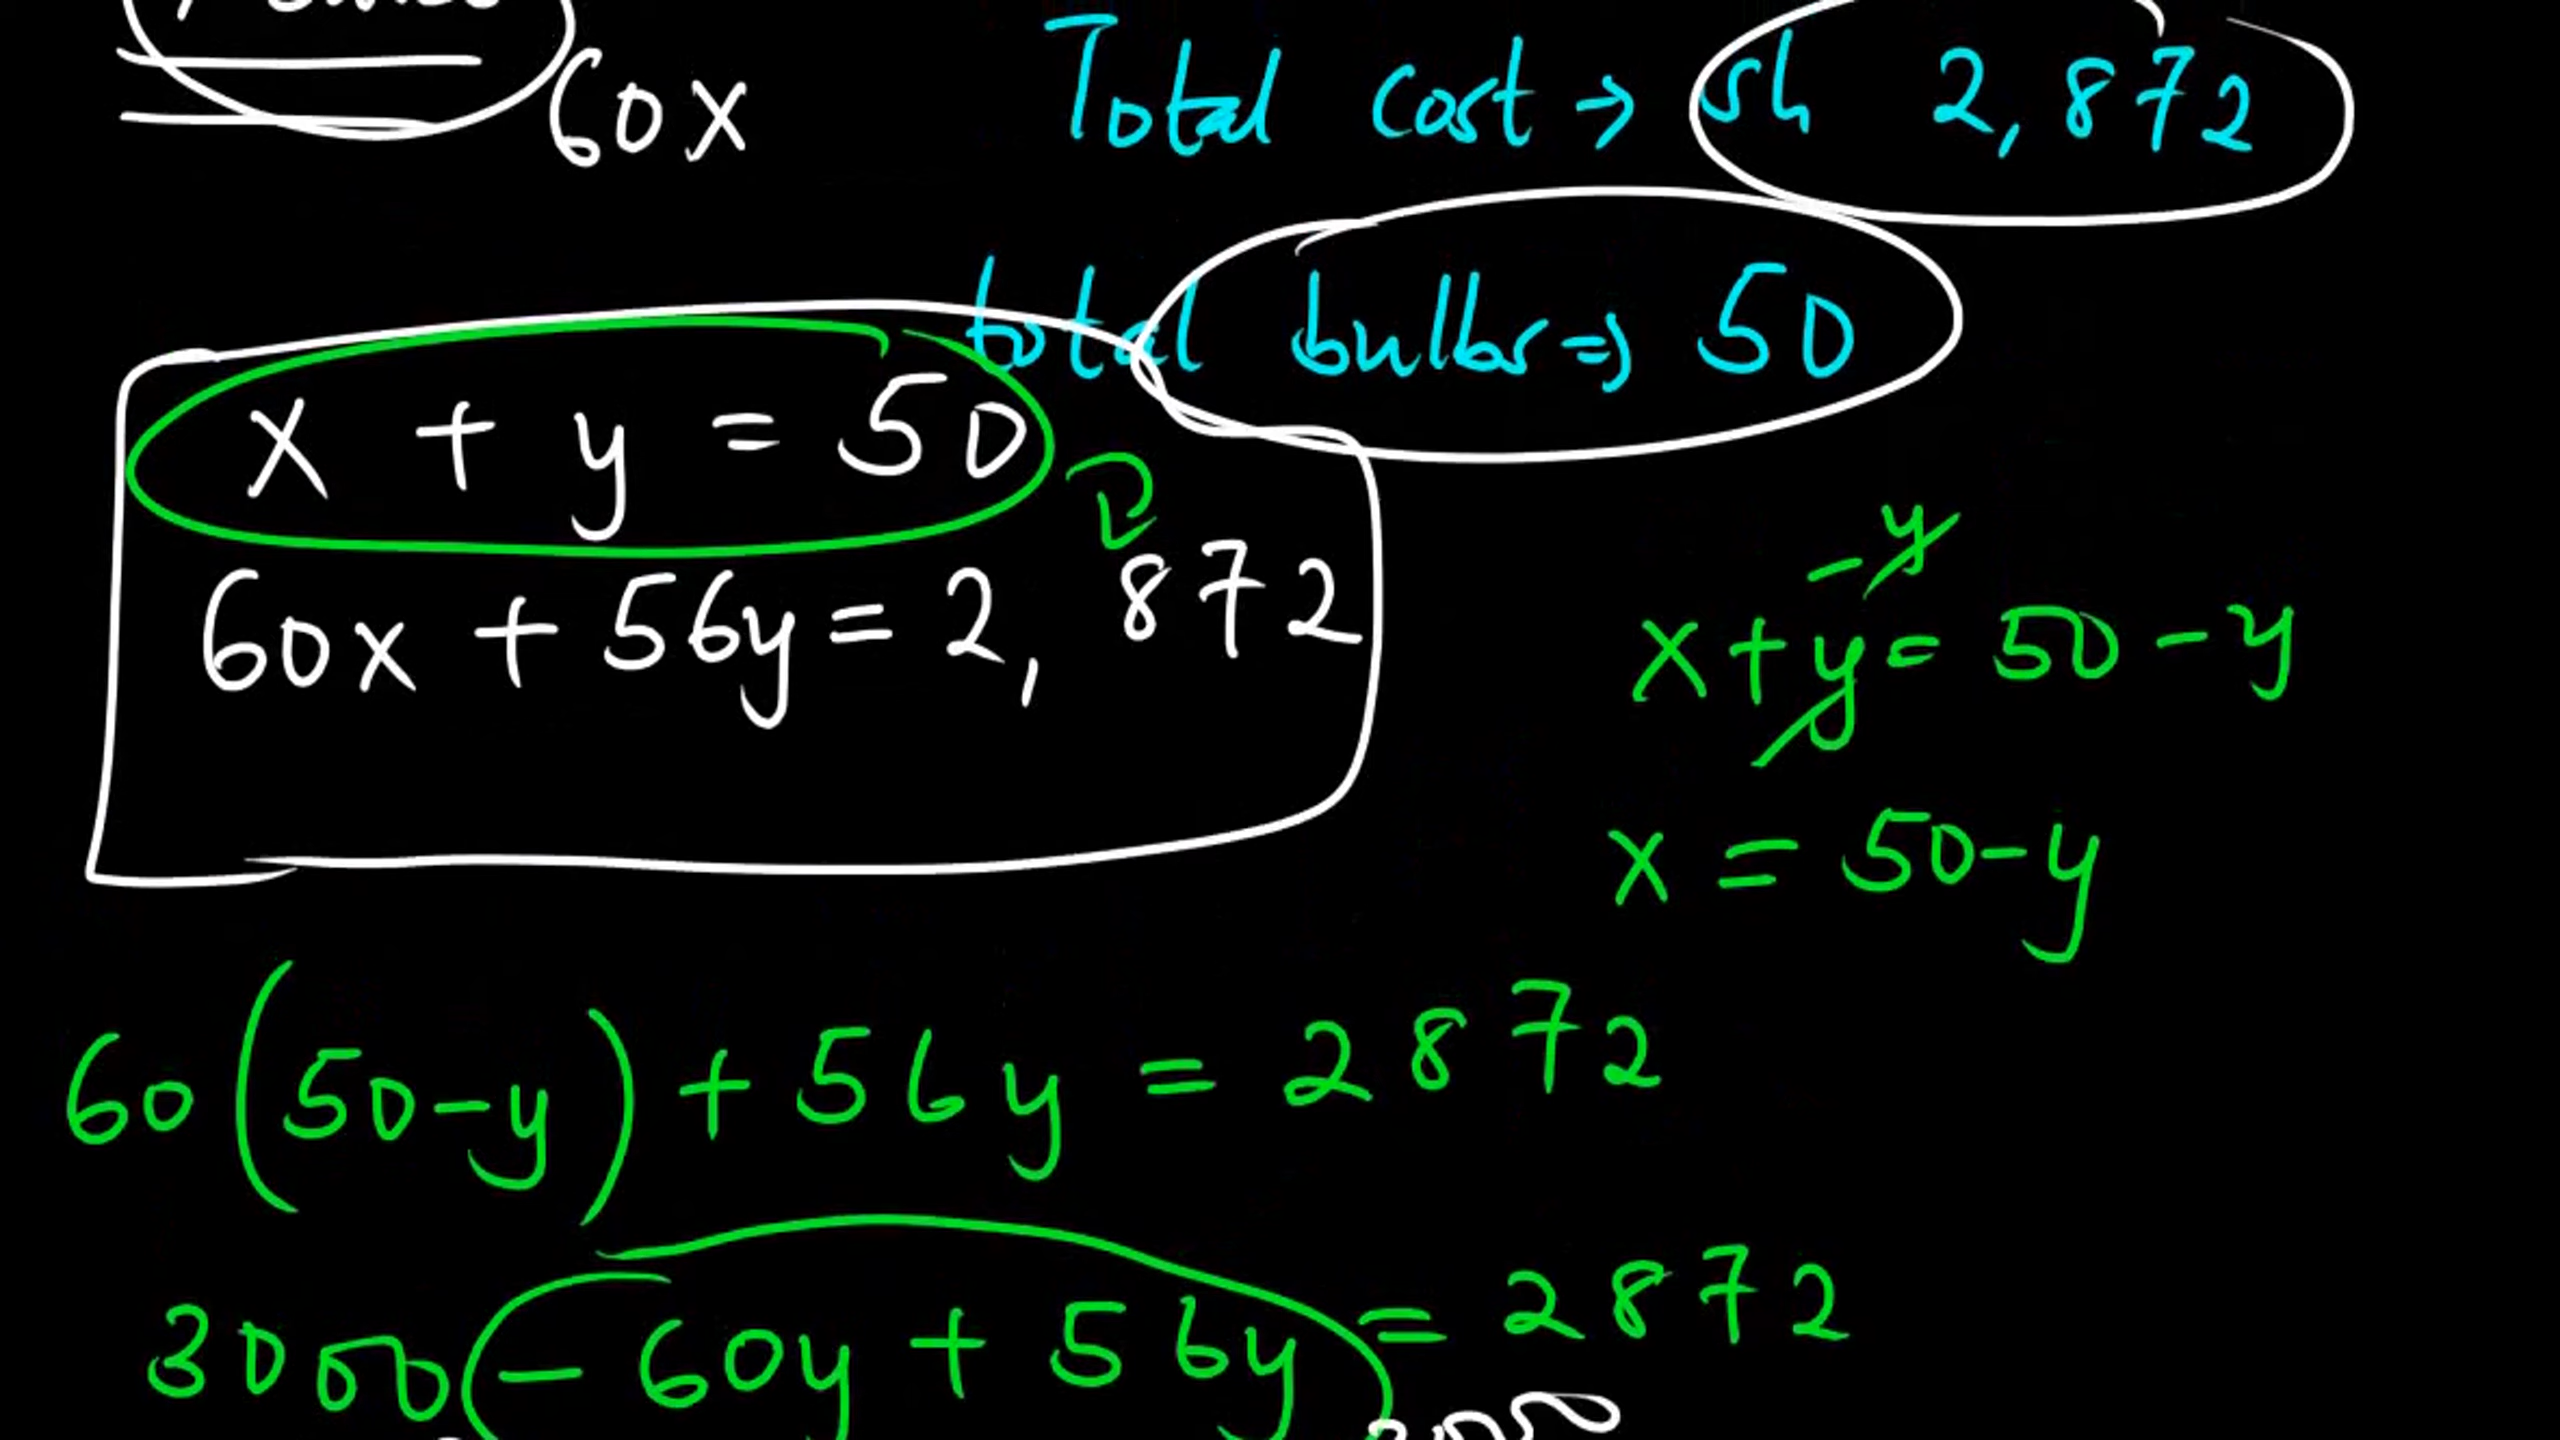 60x
Total cost → sh 2,872
total bulbs ⇒ 50
x + y = 50
60x + 56y = 2,872
-y
x + y = 50 - y
x = 50 - y
60(50-y) + 56y = 2872
3000 - 60y + 56y = 2872